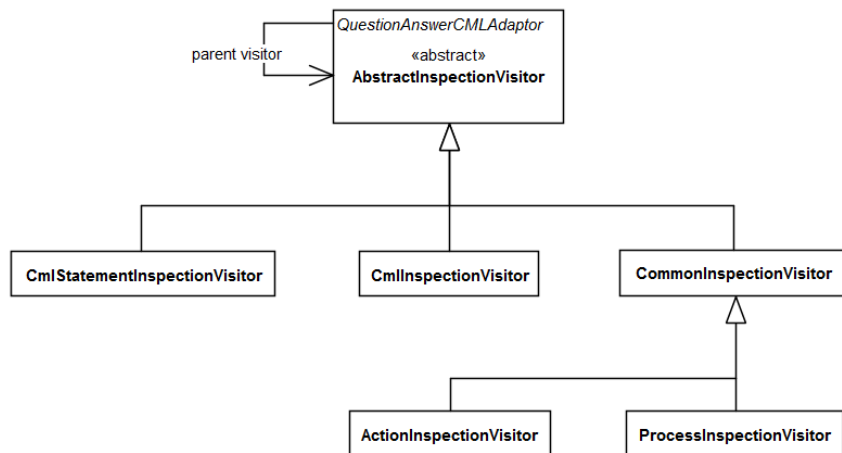 QuestionAnswerCMLAdaptor
parent visitor
«abstract»
AbstractInspectionVisitor
CmlStatementInspectionVisitor
CmlInspectionVisitor
CommonInspectionVisitor
ActionInspectionVisitor
ProcessInspectionVisitor